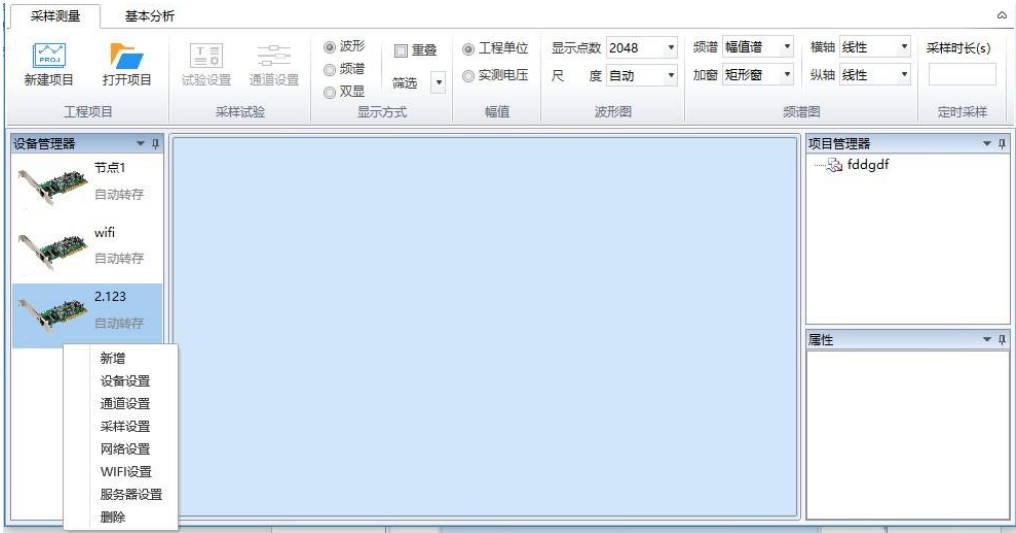 采样测量 基本分析
PROJ
新建项目 打开项目
工程项目
试验设置 通道设置
采样试验
波形 重叠
频谱
双显 筛选
显示方式
工程单位
实测电压
幅值
显示点数 2048
尺 度 自动
波形图
频谱 幅值谱 横轴 线性
加窗 矩形窗 纵轴 线性
频谱图
采样时长(s)
定时采样
设备管理器
节点1
自动转存
wifi
自动转存
2.123
自动转存
新增
设备设置
通道设置
采样设置
网络设置
WIFI设置
服务器设置
删除
项目管理器
fddgdf
属性